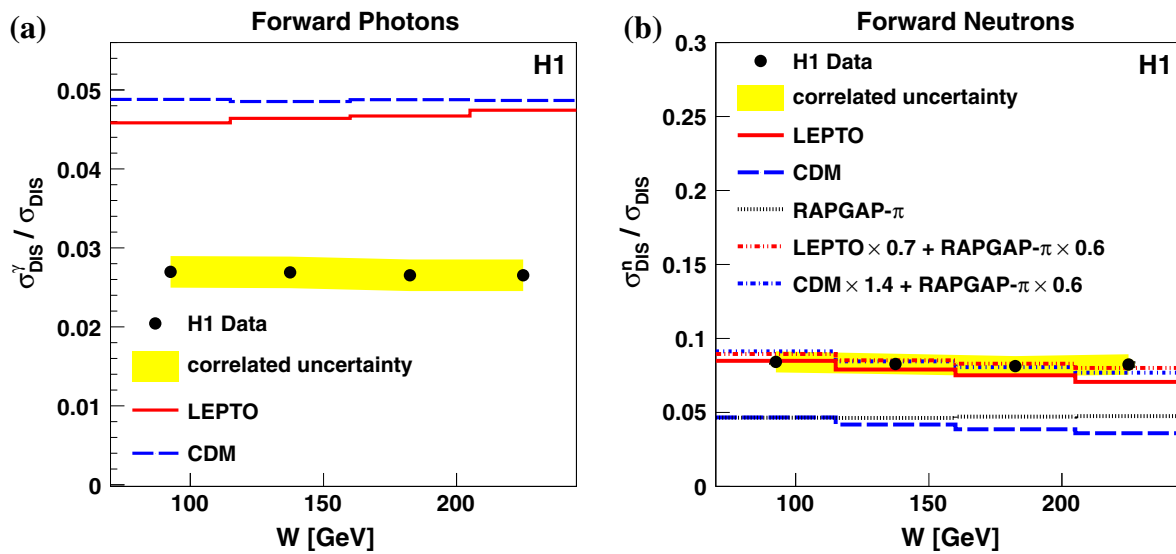 (a)
Forward Photons
H1
σ^γ_DIS / σ_DIS
0.05
0.04
0.03
0.02
0.01
0
H1 Data
correlated uncertainty
LEPTO
CDM
100
150
200
W [GeV]
(b)
Forward Neutrons
H1
σ^n_DIS / σ_DIS
0.3
0.25
0.2
0.15
0.1
0.05
0
H1 Data
correlated uncertainty
LEPTO
CDM
RAPGAP-π
LEPTO × 0.7 + RAPGAP-π × 0.6
CDM × 1.4 + RAPGAP-π × 0.6
100
150
200
W [GeV]